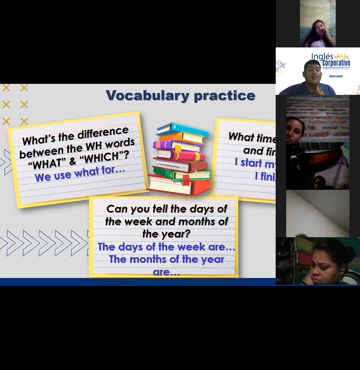 Vocabulary practice
What's the difference
between the WH words
"WHAT" & "WHICH"?
We use what for...
What time
and fin
I start m
I fini
Can you tell the days of
the week and months of
the year?
The days of the week are...
The months of the year
are...
Inglés
Corporativo